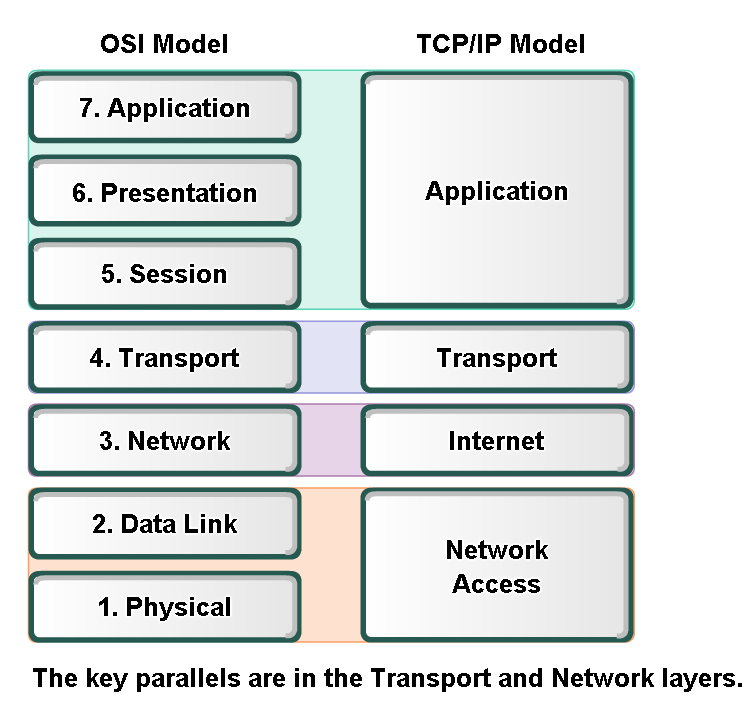 OSI Model
TCP/IP Model
7. Application
6. Presentation
5. Session
4. Transport
3. Network
2. Data Link
1. Physical
Application
Transport
Internet
Network
Access
The key parallels are in the Transport and Network layers.